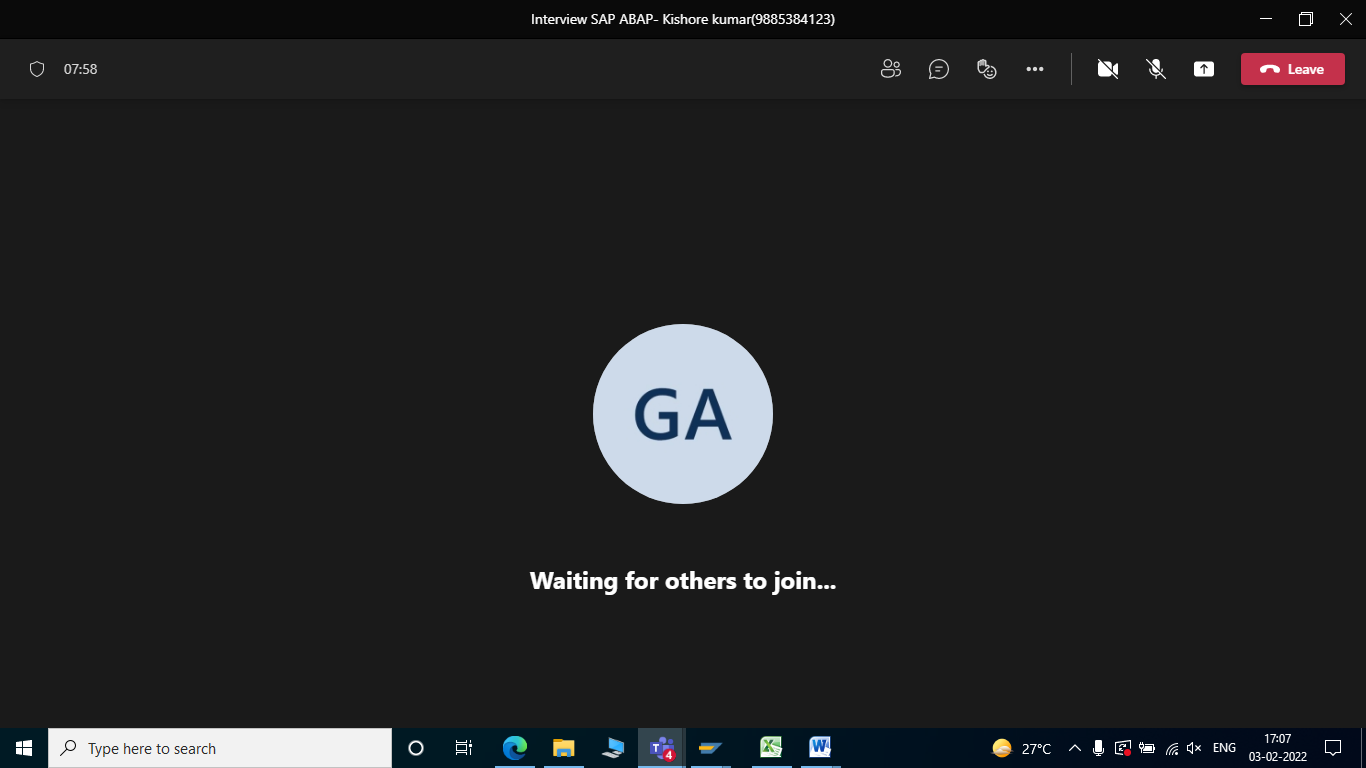 Interview SAP ABAP- Kishore kumar(9885384123)
07:58
Leave
GA
Waiting for others to join...
Type here to search
T
4
X
W
27°C
ENG
17:07
03-02-2022